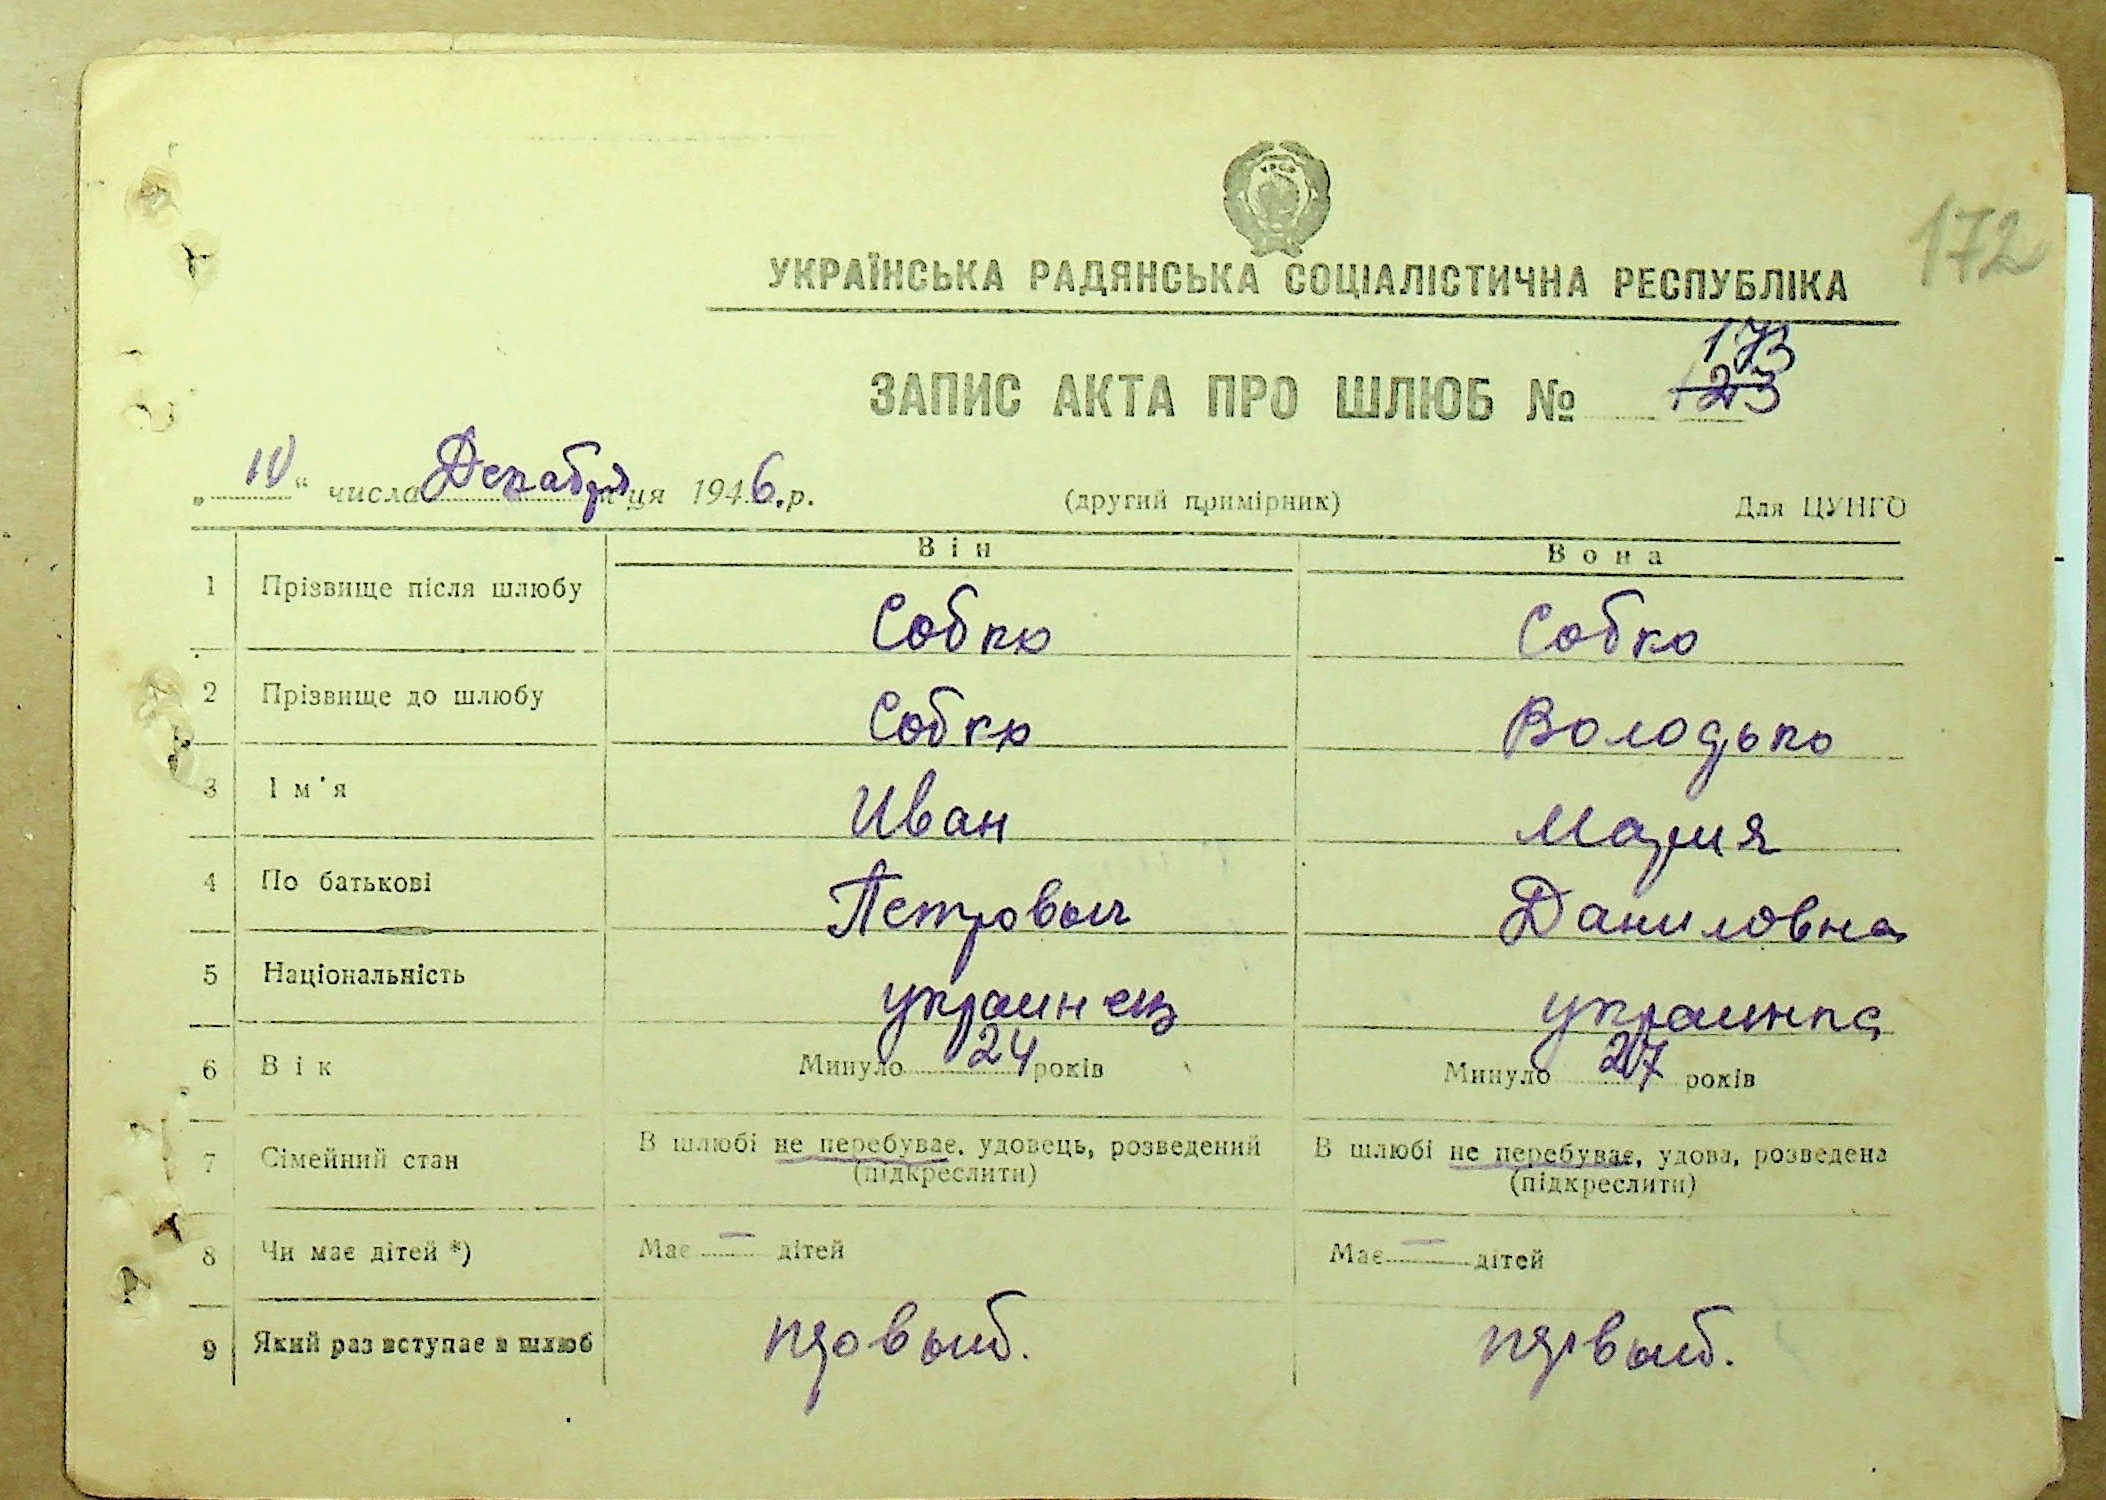 172
УКРАЇНСЬКА РАДЯНСЬКА СОЦІАЛІСТИЧНА РЕСПУБЛІКА
173
ЗАПИС АКТА ПРО ШЛЮБ № 123
„10“ числа Декабря ця 1946.р. (другий примірник) Для ЦУНГО
Він Вона
1 Прізвище після шлюбу Собко Собко
2 Прізвище до шлюбу Собко Володько
3 Ім'я Иван Мария
4 По батькові Петрович Даниловна
5 Національність украинец украинка
6 Вік Минуло 24 років Минуло 27 років
7 Сімейний стан В шлюбі не перебуває, удовець, розведений В шлюбі не перебуває, удова, розведена
(підкреслити) (підкреслити)
8 Чи має дітей *) Має — дітей Має — дітей
9 Який раз вступає в шлюб первый. первый.